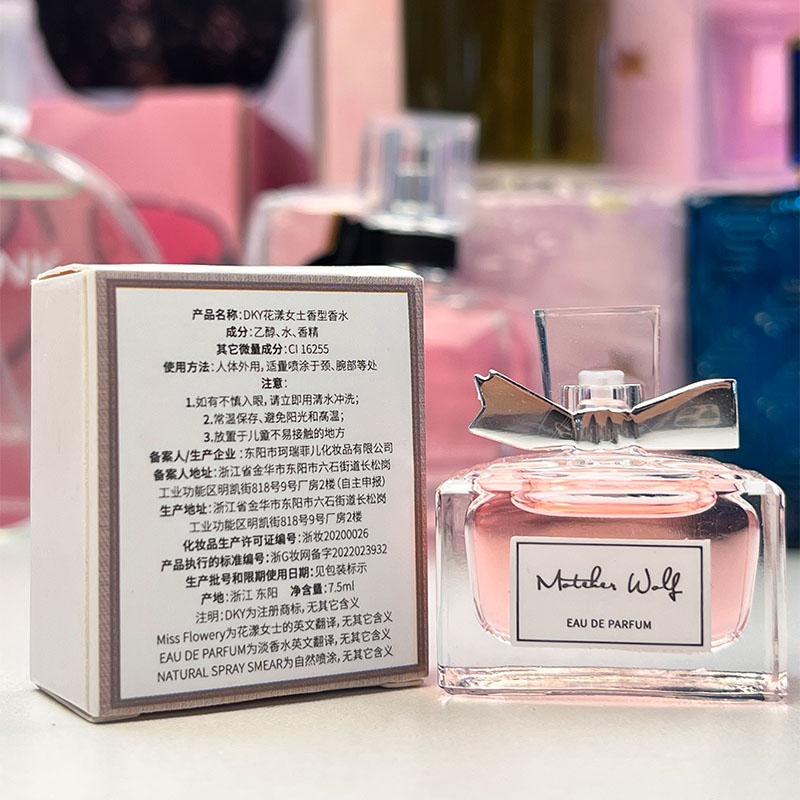 产品名称:DKY花漾女士香型香水
成分:乙醇、水、香精
其它微量成分:CI 16255
使用方法:人体外用,适量喷涂于颈、腕部等处
注意:
1.如有不慎入眼,请立即用清水冲洗;
2.常温保存、避免阳光和高温;
3.放置于儿童不易接触的地方
备案人/生产企业:东阳市珂瑞菲儿化妆品有限公司
备案人地址:浙江省金华市东阳市六石街道长松岗
工业功能区明凯街818号9号厂房2楼(自主申报)
生产地址:浙江省金华市东阳市六石街道长松岗
工业功能区明凯街818号9号厂房2楼
化妆品生产许可证编号:浙妆20200026
产品执行的标准编号:浙G妆网备字2022023932
生产批号和限期使用日期:见包装标示
产地:浙江 东阳 净含量:7.5ml
注明:DKY为注册商标,无其它含义
Miss Flowery为花漾女士的英文翻译,无其它含义
EAU DE PARFUM为淡香水英文翻译,无其它含义
NATURAL SPRAY SMEAR为自然喷涂,无其它含义
Motcher Wolf
EAU DE PARFUM
NK